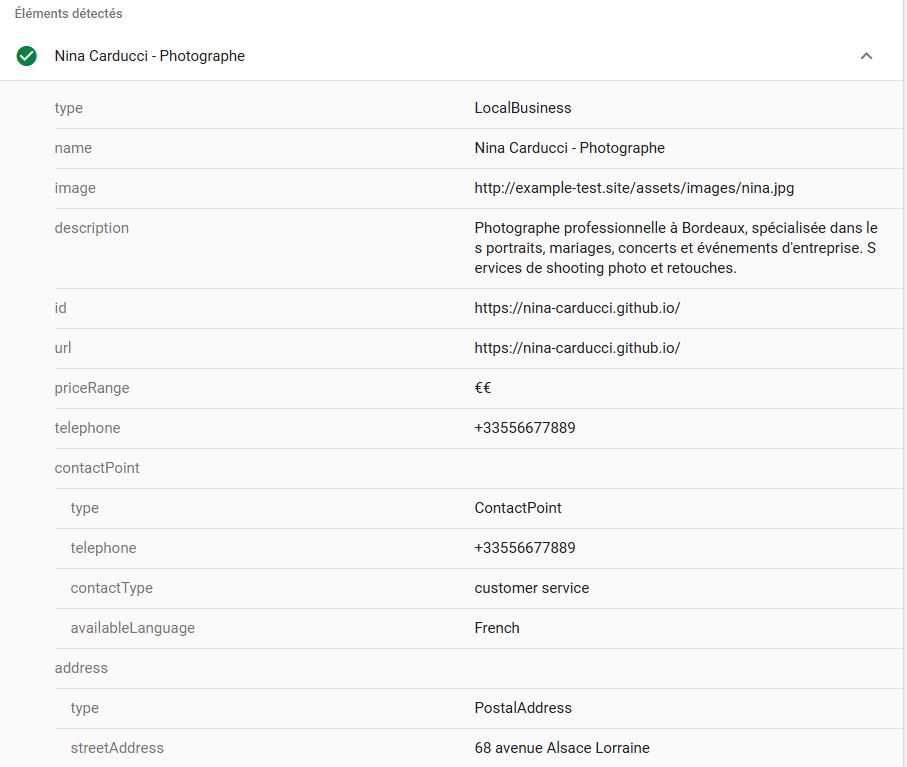 Éléments détectés
Nina Carducci - Photographe
type LocalBusiness
name Nina Carducci - Photographe
image http://example-test.site/assets/images/nina.jpg
description Photographe professionnelle à Bordeaux, spécialisée dans le
s portraits, mariages, concerts et événements d'entreprise. S
ervices de shooting photo et retouches.
id https://nina-carducci.github.io/
url https://nina-carducci.github.io/
priceRange €€
telephone +33556677889
contactPoint
type ContactPoint
telephone +33556677889
contactType customer service
availableLanguage French
address
type PostalAddress
streetAddress 68 avenue Alsace Lorraine